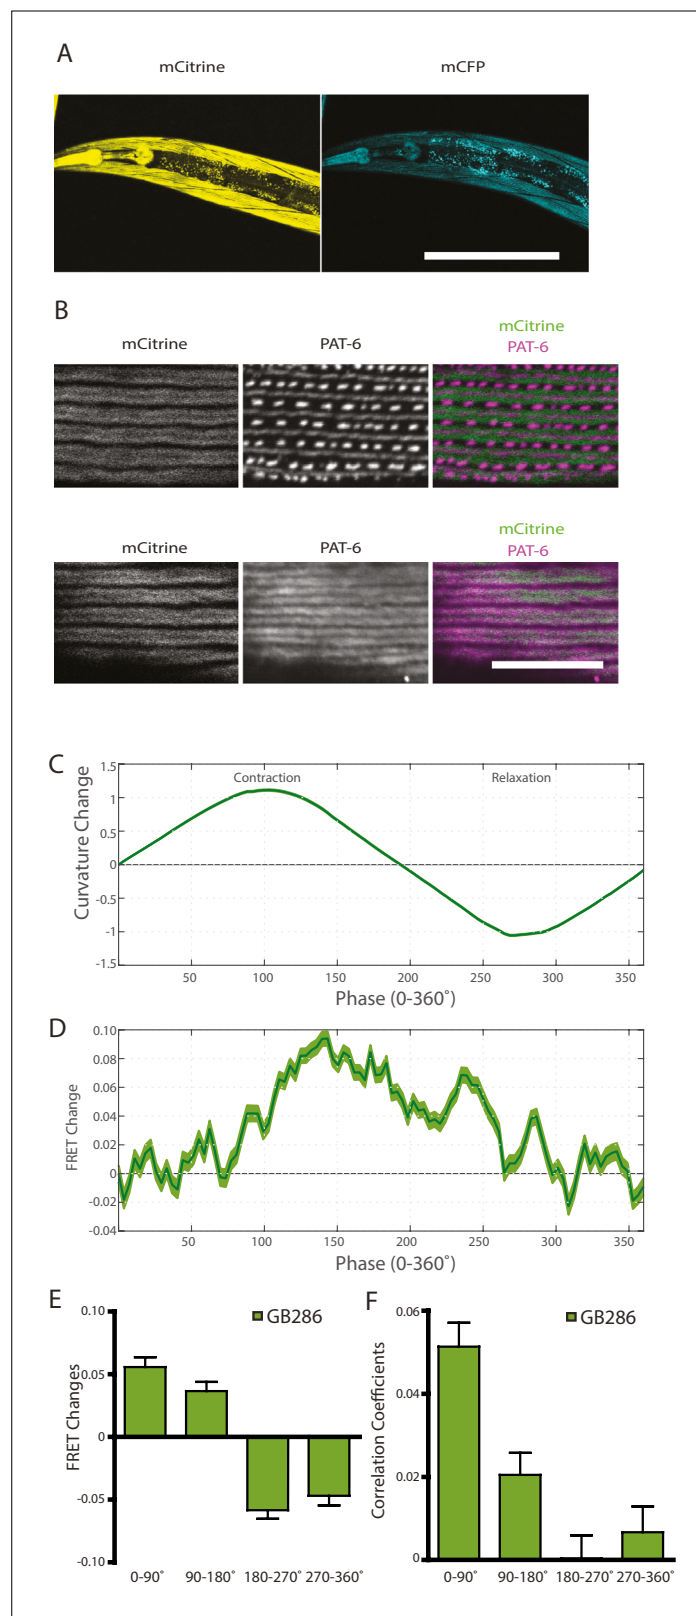 A
mCitrine mCFP
B
mCitrine PAT-6 mCitrine
PAT-6
mCitrine PAT-6 mCitrine
PAT-6
C
Curvature Change
Contraction Relaxation
1.5
1
0.5
0
-0.5
-1
-1.5
50 100 150 200 250 300 350
Phase (0-360˚)
D
FRET Change
0.10
0.08
0.06
0.04
0.02
0
-0.02
-0.04
50 100 150 200 250 300 350
Phase (0-360˚)
E
GB286
FRET Changes
0.10
0.05
0
-0.05
-0.10
0-90˚ 90-180˚ 180-270˚ 270-360˚
F
GB286
Correlation Coefficients
0.06
0.04
0.02
0
0-90˚ 90-180˚ 180-270˚ 270-360˚